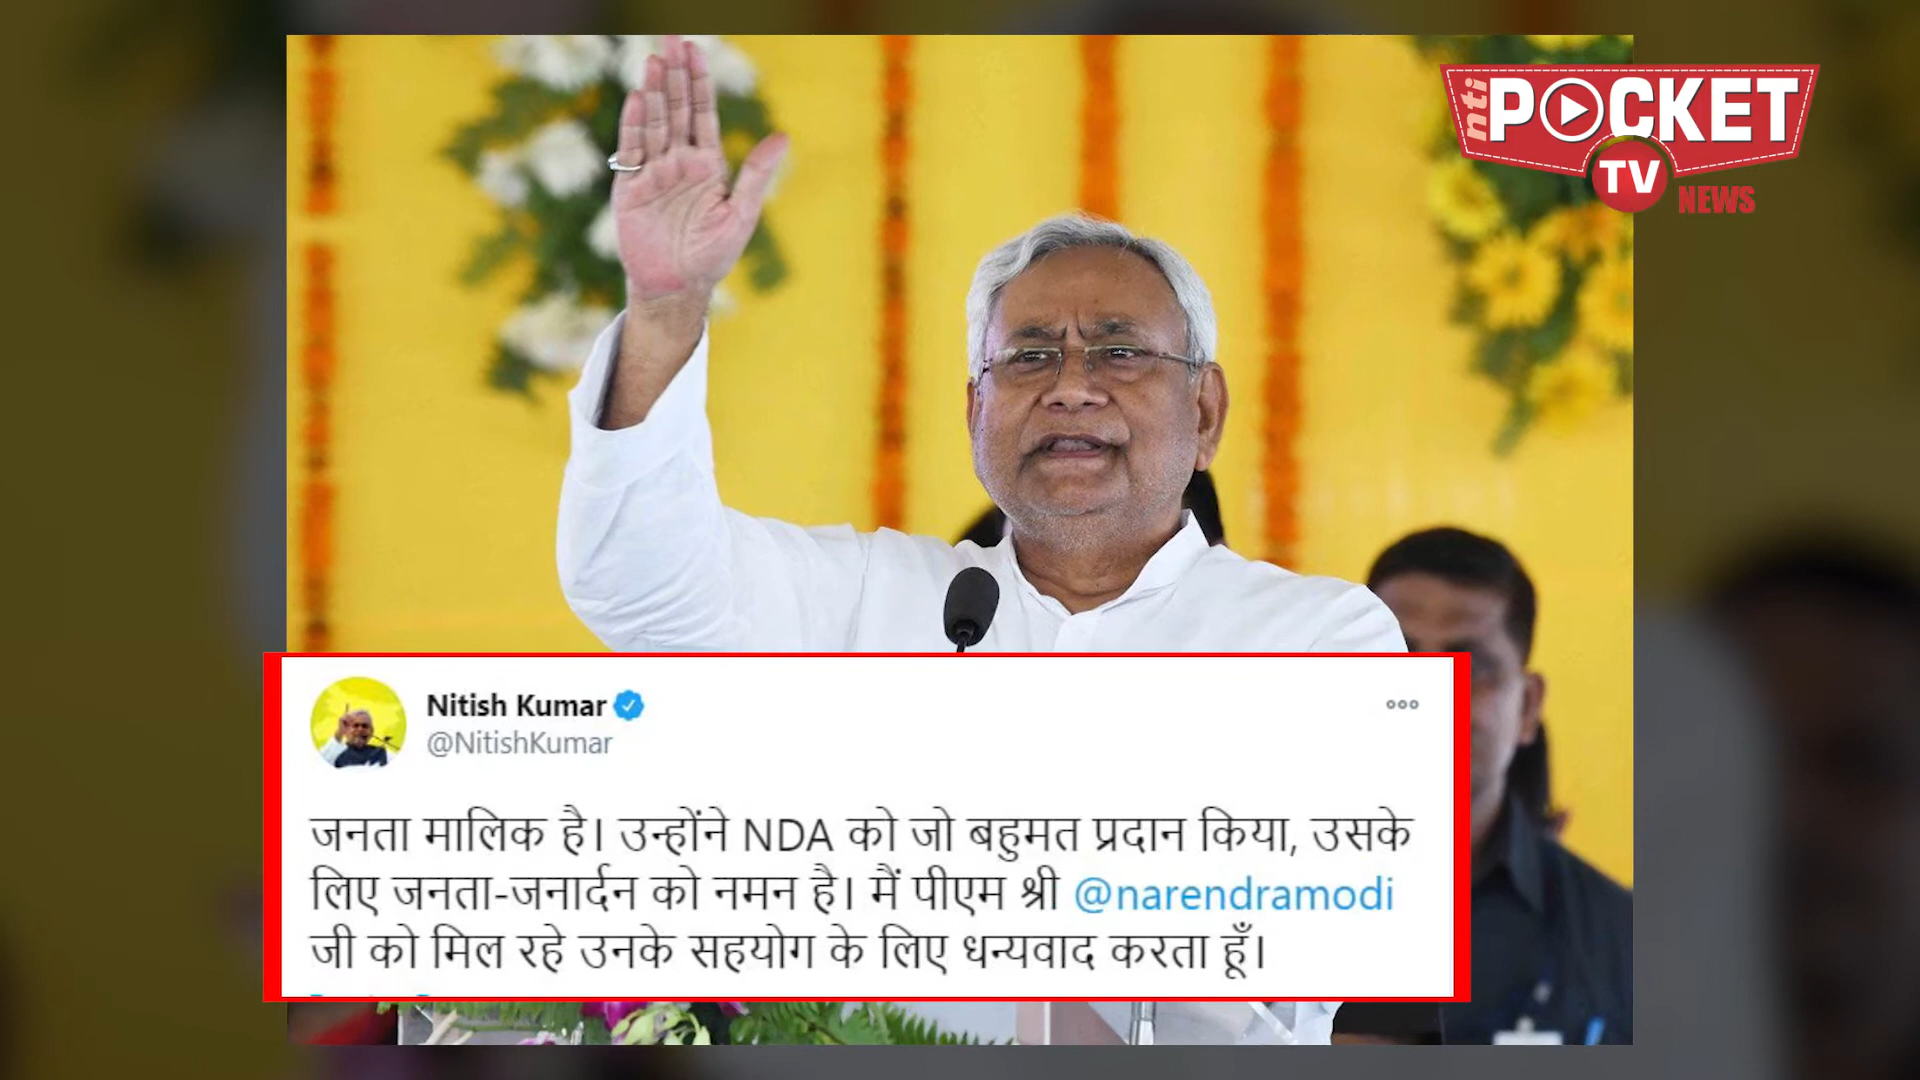 nti
POCKET
TV
NEWS
Nitish Kumar
@NitishKumar
जनता मालिक है। उन्होंने NDA को जो बहुमत प्रदान किया, उसके
लिए जनता-जनार्दन को नमन है। मैं पीएम श्री @narendramodi
जी को मिल रहे उनके सहयोग के लिए धन्यवाद करता हूँ।